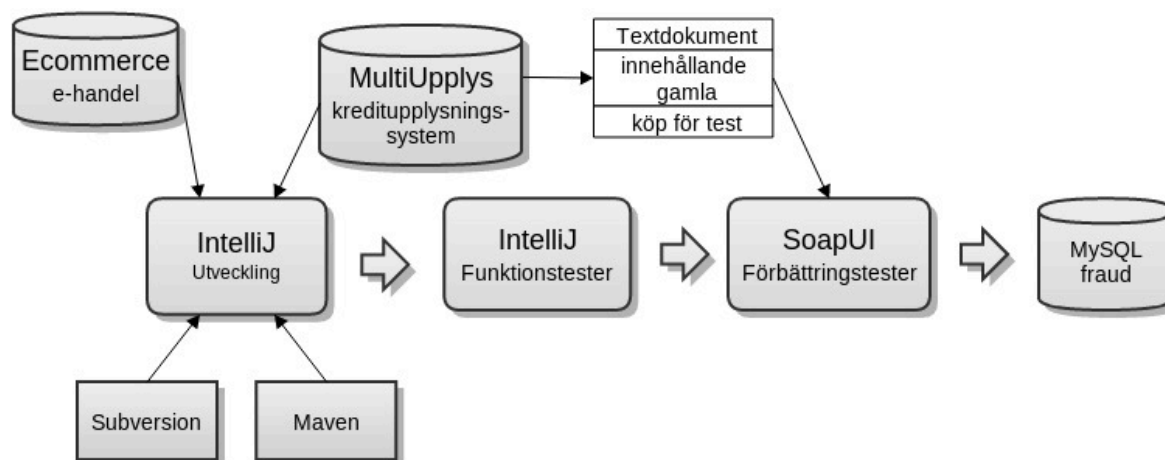 Ecommerce
e-handel
MultiUpplys
kreditupplysnings-
system
Textdokument
innehållande
gamla
köp för test
IntelliJ
Utveckling
IntelliJ
Funktionstester
SoapUI
Förbättringstester
MySQL
fraud
Subversion
Maven